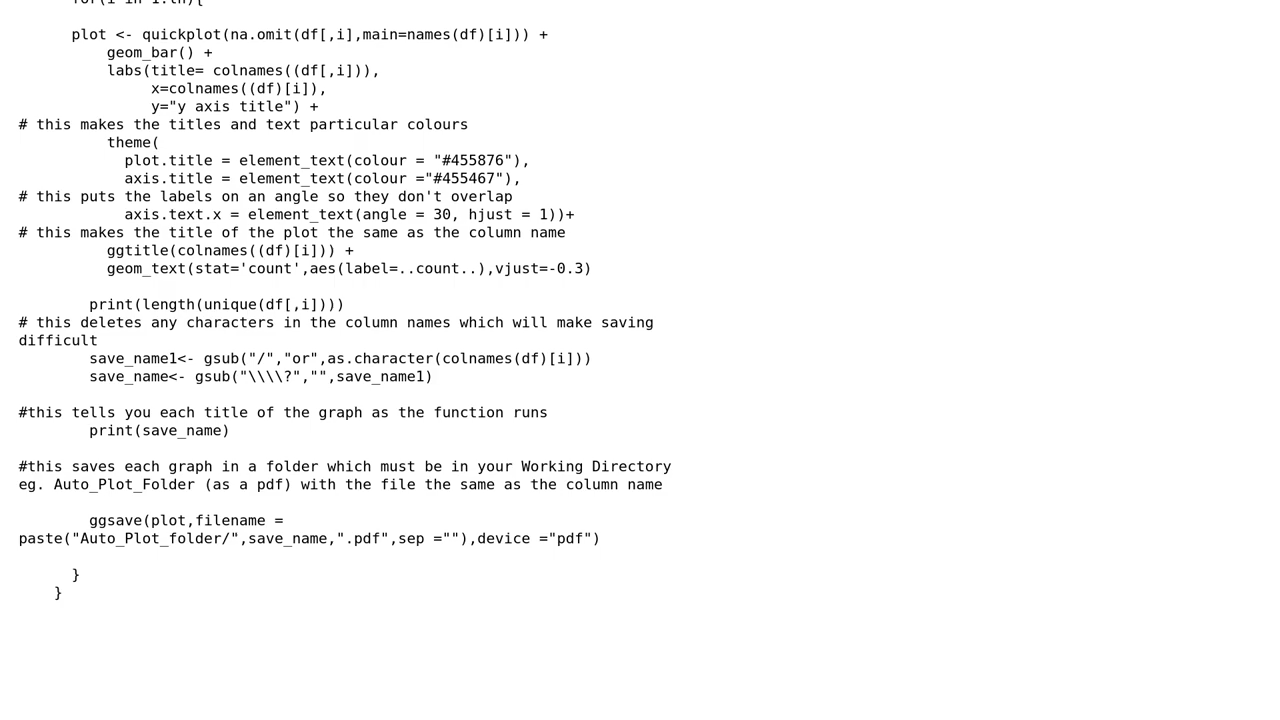 for(i in 1:ln){
plot <- quickplot(na.omit(df[,i],main=names(df)[i])) +
geom_bar() +
labs(title= colnames((df[,i])),
x=colnames((df)[i]),
y="y axis title") +
# this makes the titles and text particular colours
theme(
plot.title = element_text(colour = "#455876"),
axis.title = element_text(colour ="#455467"),
# this puts the labels on an angle so they don't overlap
axis.text.x = element_text(angle = 30, hjust = 1))+
# this makes the title of the plot the same as the column name
ggtitle(colnames((df)[i])) +
geom_text(stat='count',aes(label=..count..),vjust=-0.3)
print(length(unique(df[,i])))
# this deletes any characters in the column names which will make saving
difficult
save_name1<- gsub("/","or",as.character(colnames(df)[i]))
save_name<- gsub("\\\\?","",save_name1)
#this tells you each title of the graph as the function runs
print(save_name)
#this saves each graph in a folder which must be in your Working Directory
eg. Auto_Plot_Folder (as a pdf) with the file the same as the column name
ggsave(plot,filename =
paste("Auto_Plot_folder/",save_name,".pdf",sep =""),device ="pdf")
}
}